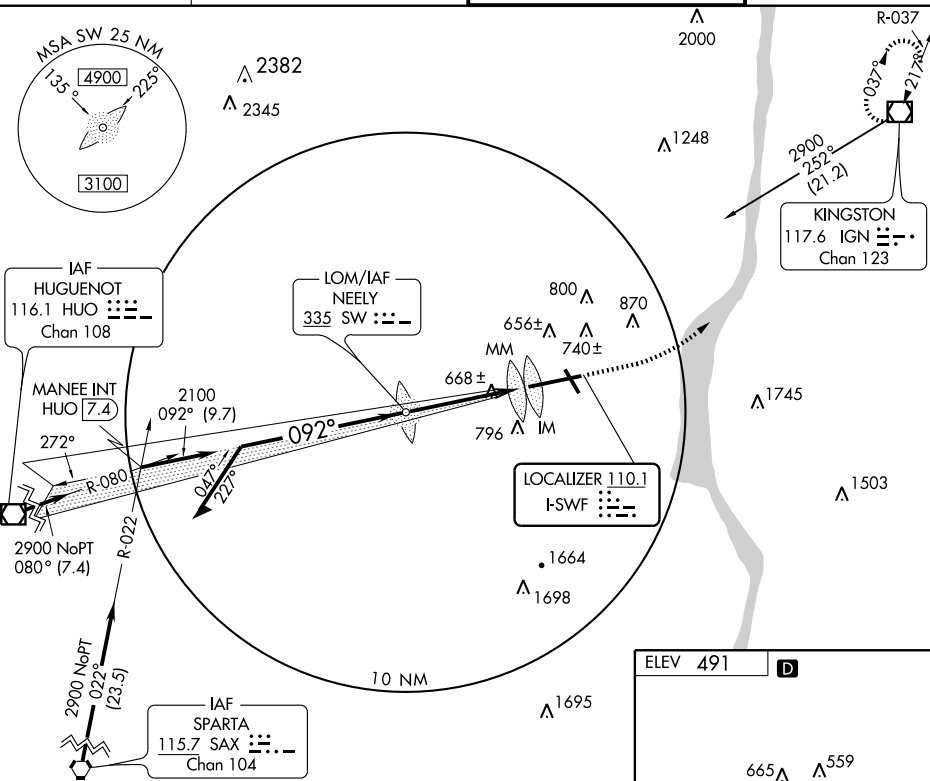 MSA SW 25 NM
135°
4900
225°
3100
2382
2345
2000
1248
R-037
037°
217°
2900
252°
(21.2)
KINGSTON
117.6 IGN
Chan 123
IAF
HUGUENOT
116.1 HUO
Chan 108
LOM/IAF
NEELY
335 SW
800
870
656±
740±
MM
668±
796
IM
MANEE INT
HUO 7.4
2100
092° (9.7)
092°
272°
R-080
047°
227°
1745
LOCALIZER 110.1
I-SWF
1503
2900 NoPT
080° (7.4)
R-022
1664
1698
2900 NoPT
022°
(23.5)
10 NM
IAF
SPARTA
115.7 SAX
Chan 104
1695
ELEV 491
D
665
559